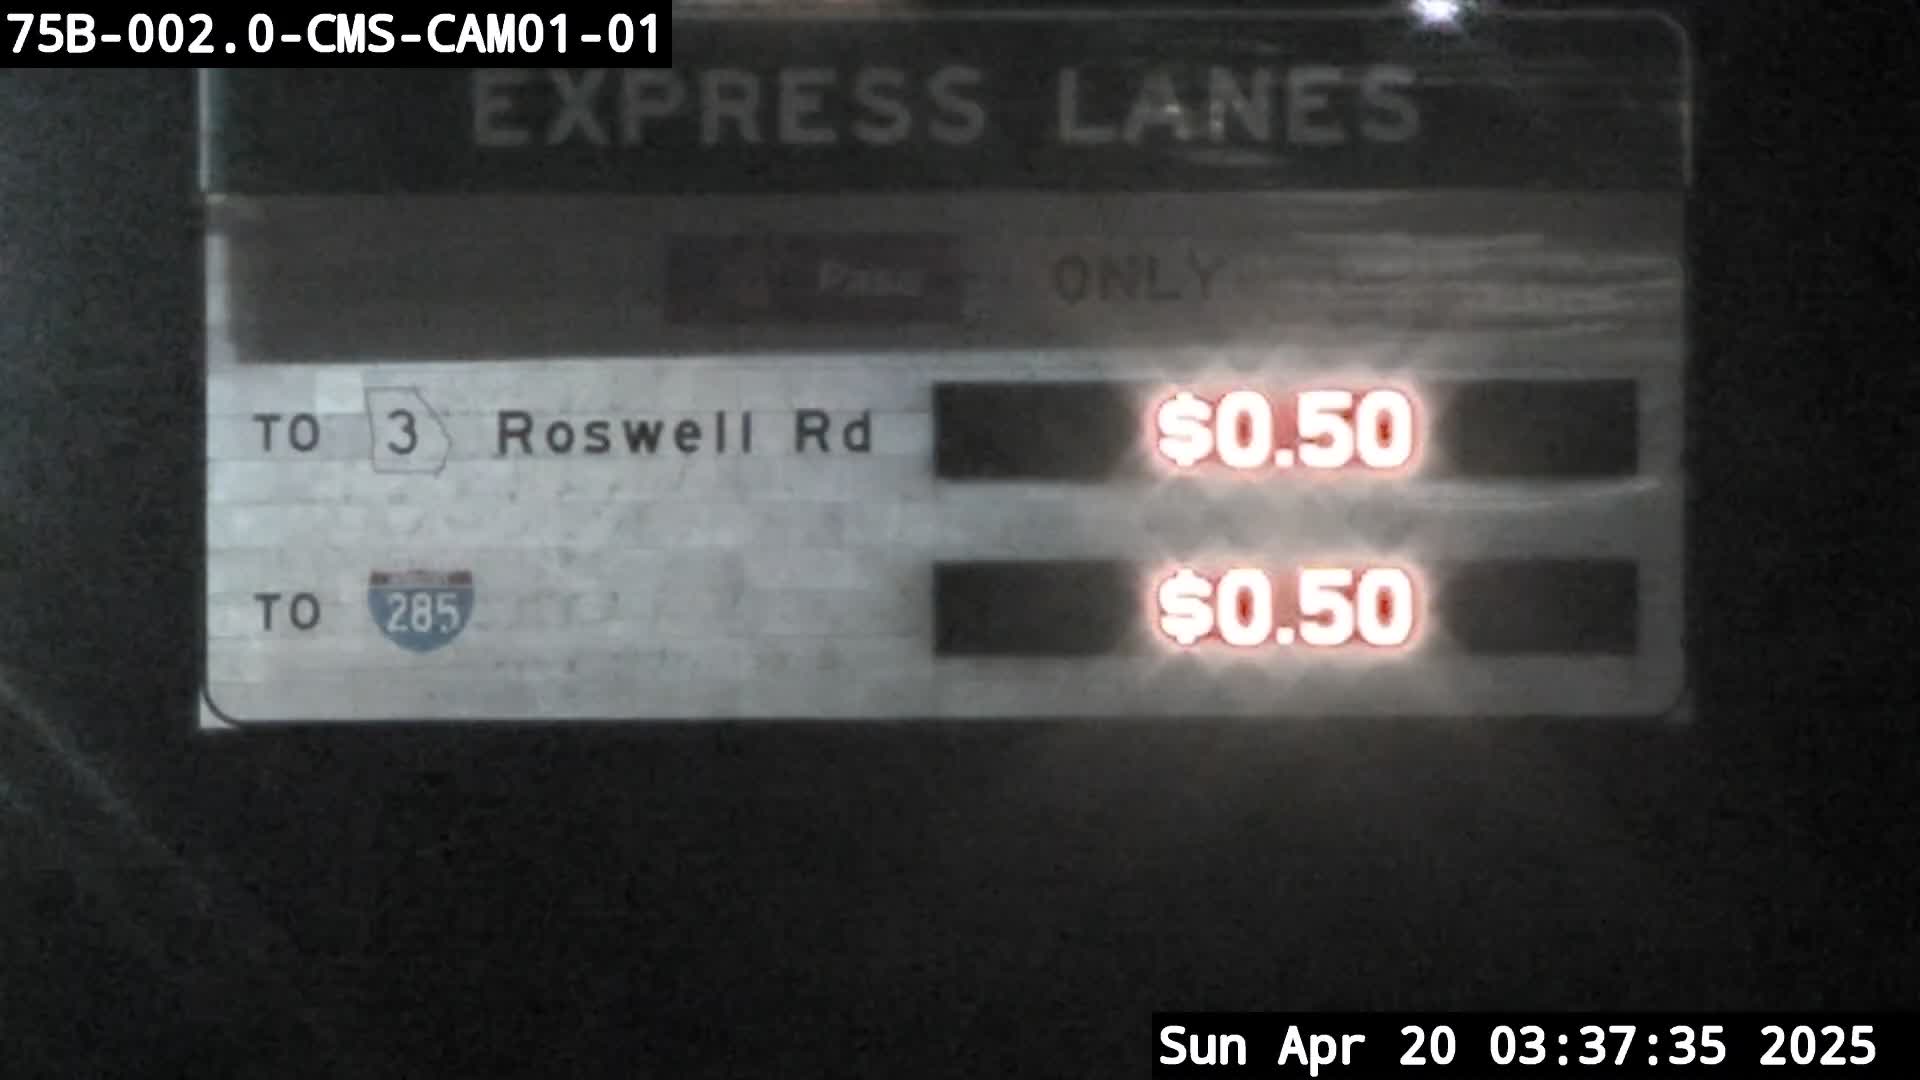 75B-002.0-CMS-CAM01-01
EXPRESS LANES
Pass ONLY
TO 3 Roswell Rd $0.50
TO 285 $0.50
Sun Apr 20 03:37:35 2025